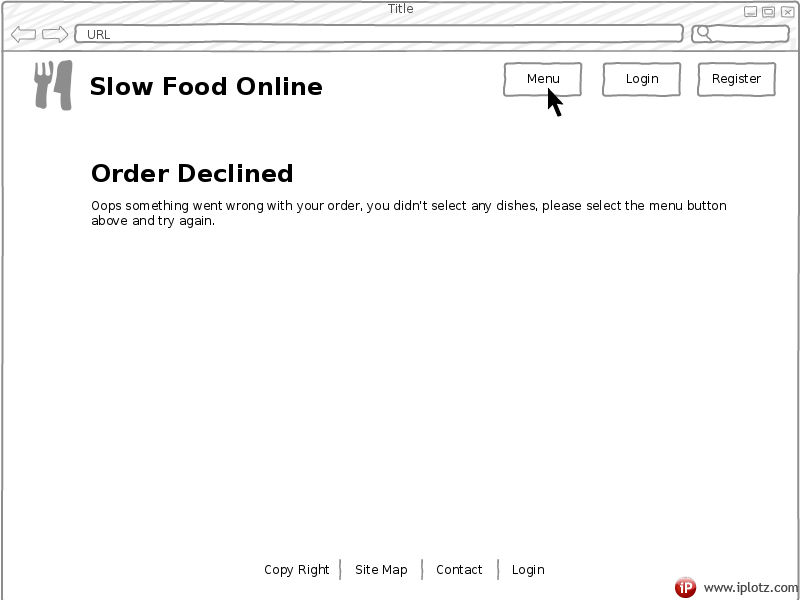 Title
URL
Slow Food Online
Menu
Login
Register
Order Declined
Oops something went wrong with your order, you didn't select any dishes, please select the menu button
above and try again.
Copy Right
Site Map
Contact
Login
iP www.iplotz.com